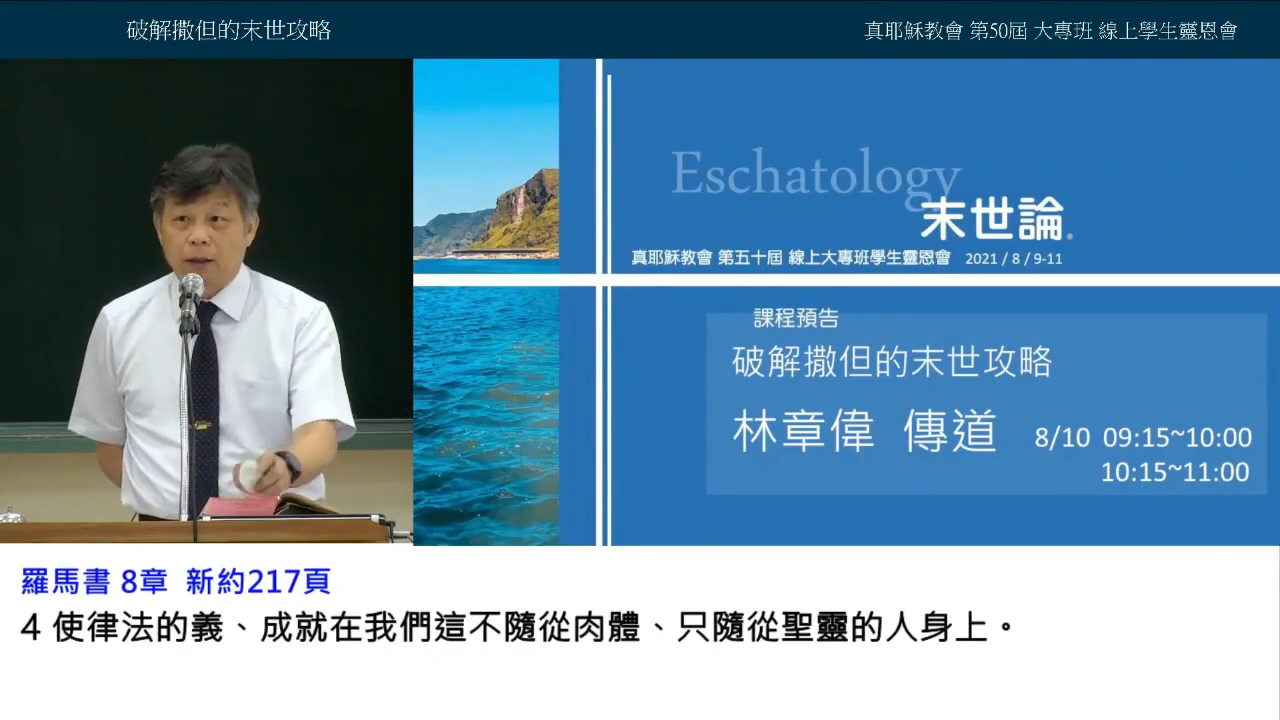 破解撒但的末世攻略
真耶穌教會 第50屆 大專班 線上學生靈恩會
Eschatology
末世論.
真耶穌教會 第五十屆 線上大專班學生靈恩會 2021 / 8 / 9-11
課程預告
破解撒但的末世攻略
林章偉 傳道 8/10 09:15~10:00
10:15~11:00
羅馬書 8章 新約217頁
4 使律法的義、成就在我們這不隨從肉體、只隨從聖靈的人身上。